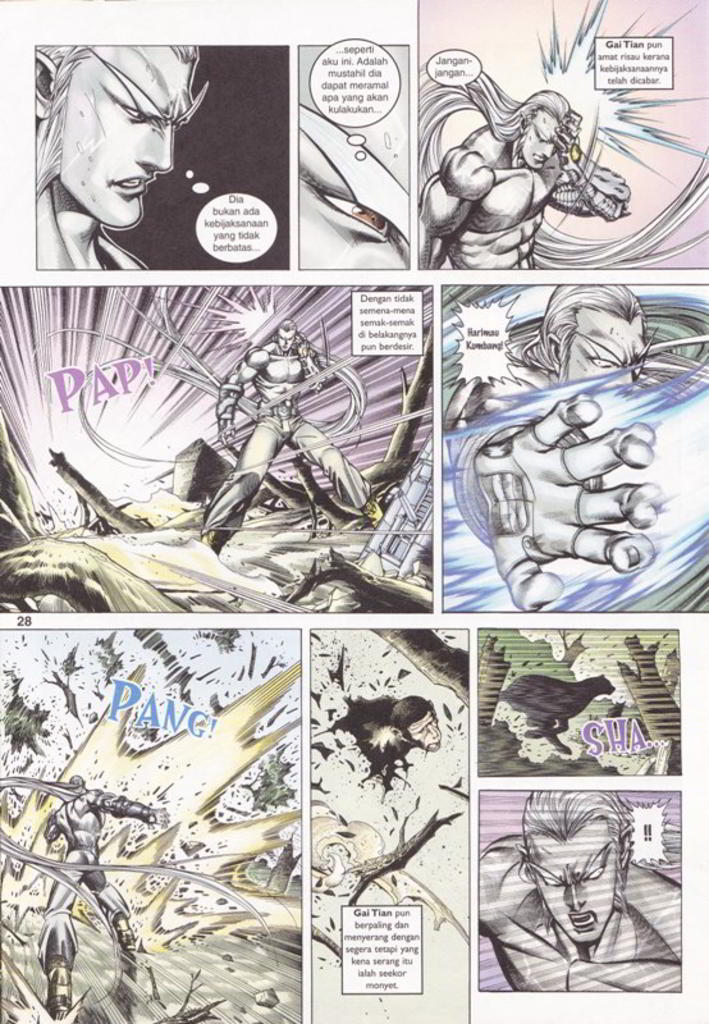 Dia
bukan ada
kebijaksanaan
yang tidak
berbatas...
...seperti
aku ini. Adalah
mustahil dia
dapat meramal
apa yang akan
kulakukan...
Jangan-
jangan...
Gai Tian pun
amat risau kerana
kebijaksanaannya
telah dicabar.
PAP!
Dengan tidak
semena-mena
semak-semak
di belakangnya
pun berdesir.
Harimau
Kumbang!
28
PANG!
Gai Tian pun
berpaling dan
menyerang dengan
segera tetapi yang
kena serang itu
ialah seekor
monyet.
SHA...
!!